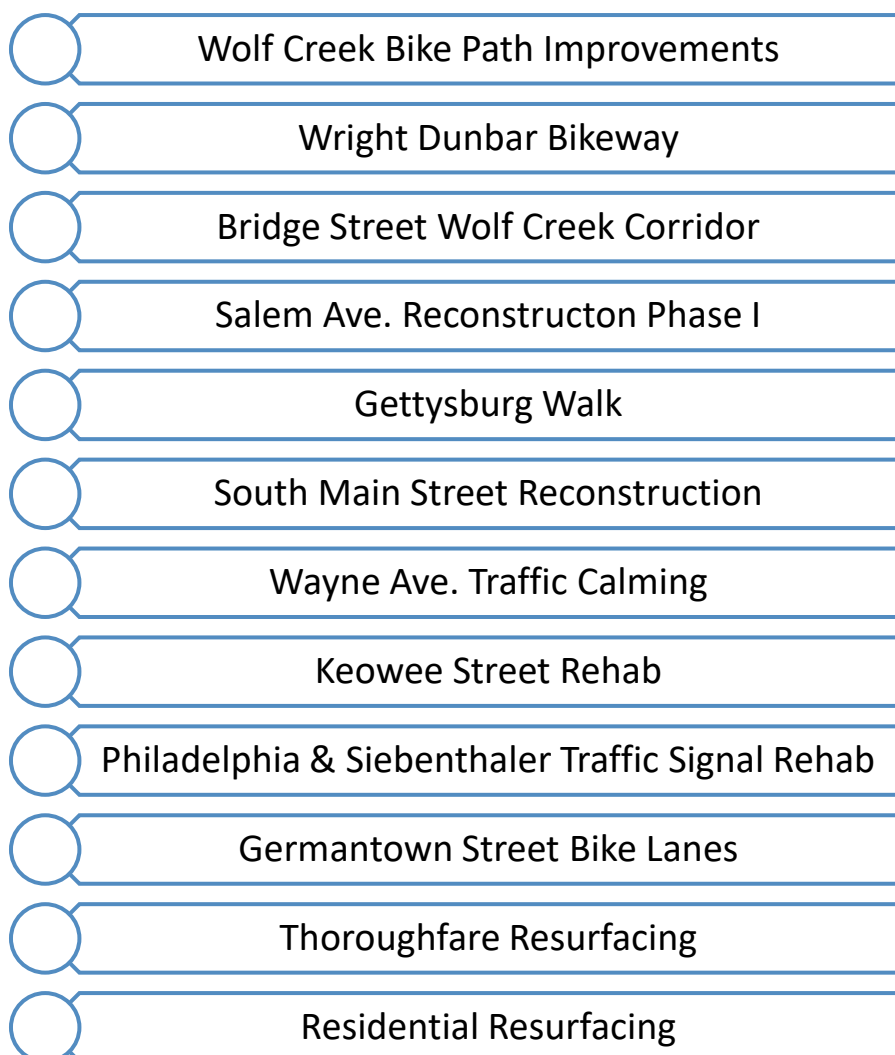 Wolf Creek Bike Path Improvements
Wright Dunbar Bikeway
Bridge Street Wolf Creek Corridor
Salem Ave. Reconstructon Phase I
Gettysburg Walk
South Main Street Reconstruction
Wayne Ave. Traffic Calming
Keowee Street Rehab
Philadelphia & Siebenthaler Traffic Signal Rehab
Germantown Street Bike Lanes
Thoroughfare Resurfacing
Residential Resurfacing